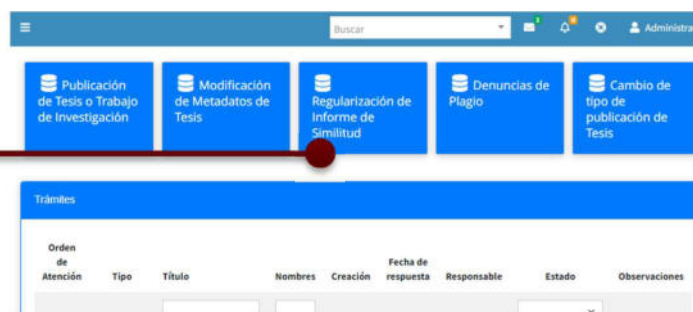 Buscar
1
Administra
Publicación
de Tesis o Trabajo
de Investigación
Modificación
de Metadatos de
Tesis
Regularización de
Informe de
Similitud
Denuncias de
Plagio
Cambio de
tipo de
publicación de
Tesis
Trámites
Orden
de
Atención
Tipo
Título
Nombres
Creación
Fecha de
respuesta
Responsable
Estado
Observaciones